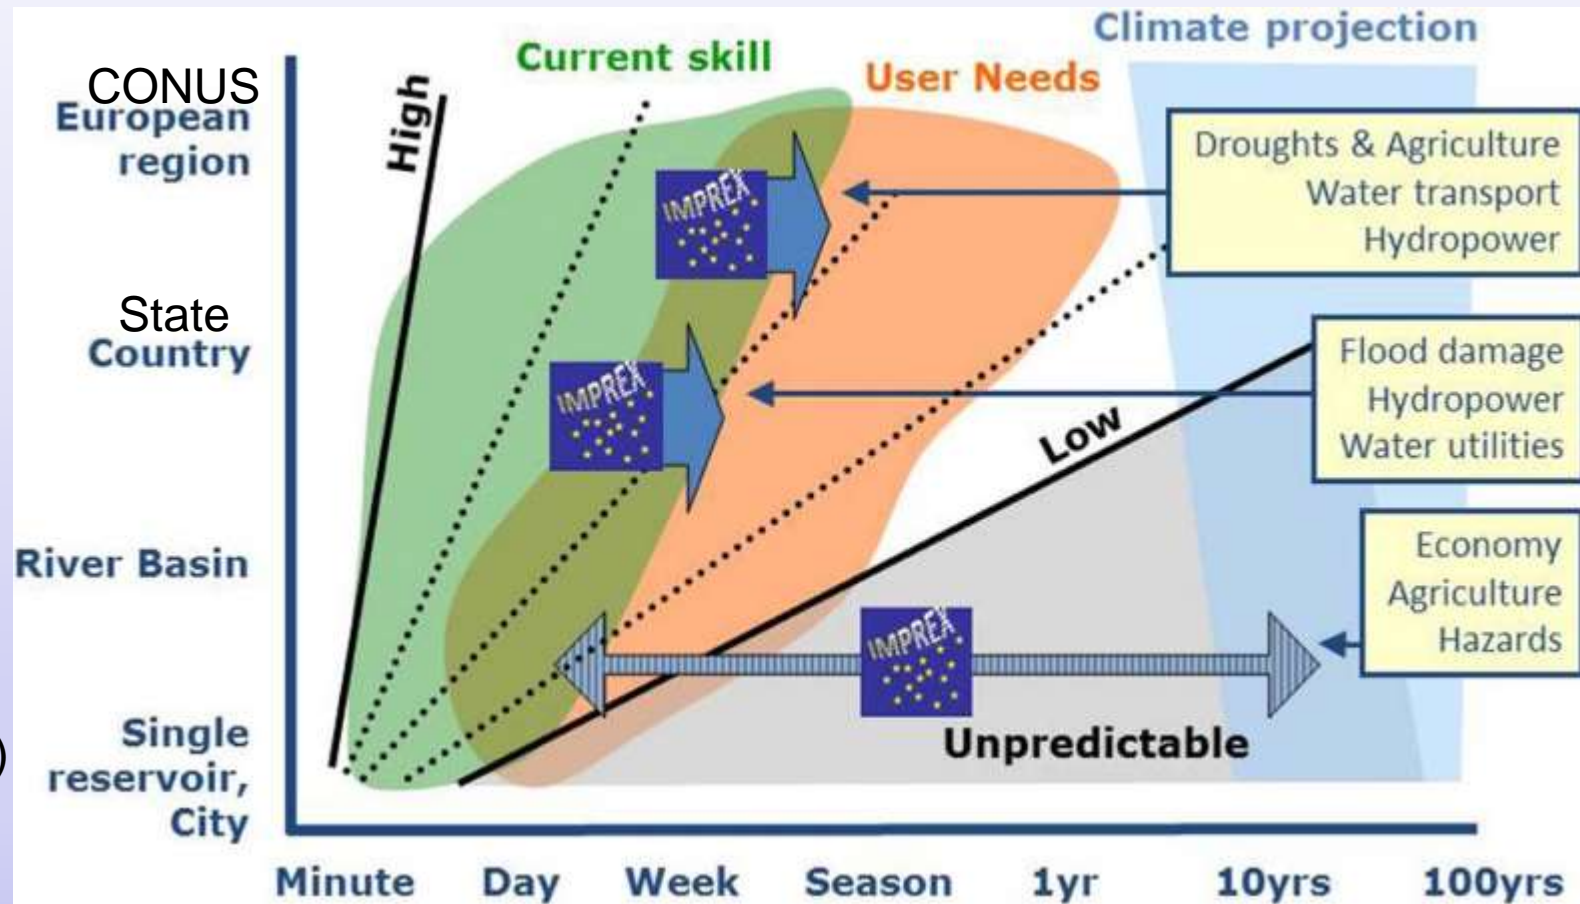 Climate projection
Current skill
User Needs
High
CONUS
European
region
State
Country
River Basin
Single
reservoir,
City
)
IMPREX
IMPREX
IMPREX
Droughts & Agriculture
Water transport
Hydropower
Flood damage
Hydropower
Water utilities
Low
Economy
Agriculture
Hazards
Unpredictable
Minute Day Week Season 1yr 10yrs 100yrs